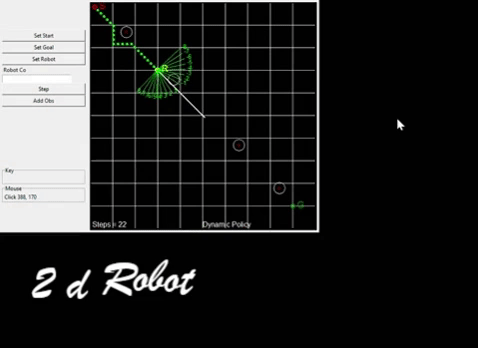 S
Set Start
Set Goal
Set Robot
Robot Co
R
Step
Add Obs
Key
Mouse
Click 388, 170
G
Steps = 22
Dynamic Policy
2 d Robot